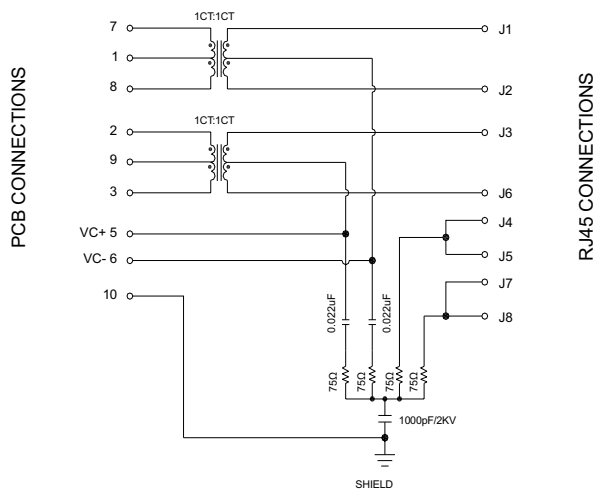 1CT:1CT
7
J1
1
8
J2
1CT:1CT
2
J3
9
3
J6
J4
VC+ 5
J5
VC- 6
J7
10
J8
0.022uF
0.022uF
75Ω
75Ω
75Ω
75Ω
1000pF/2KV
SHIELD
PCB CONNECTIONS
RJ45 CONNECTIONS